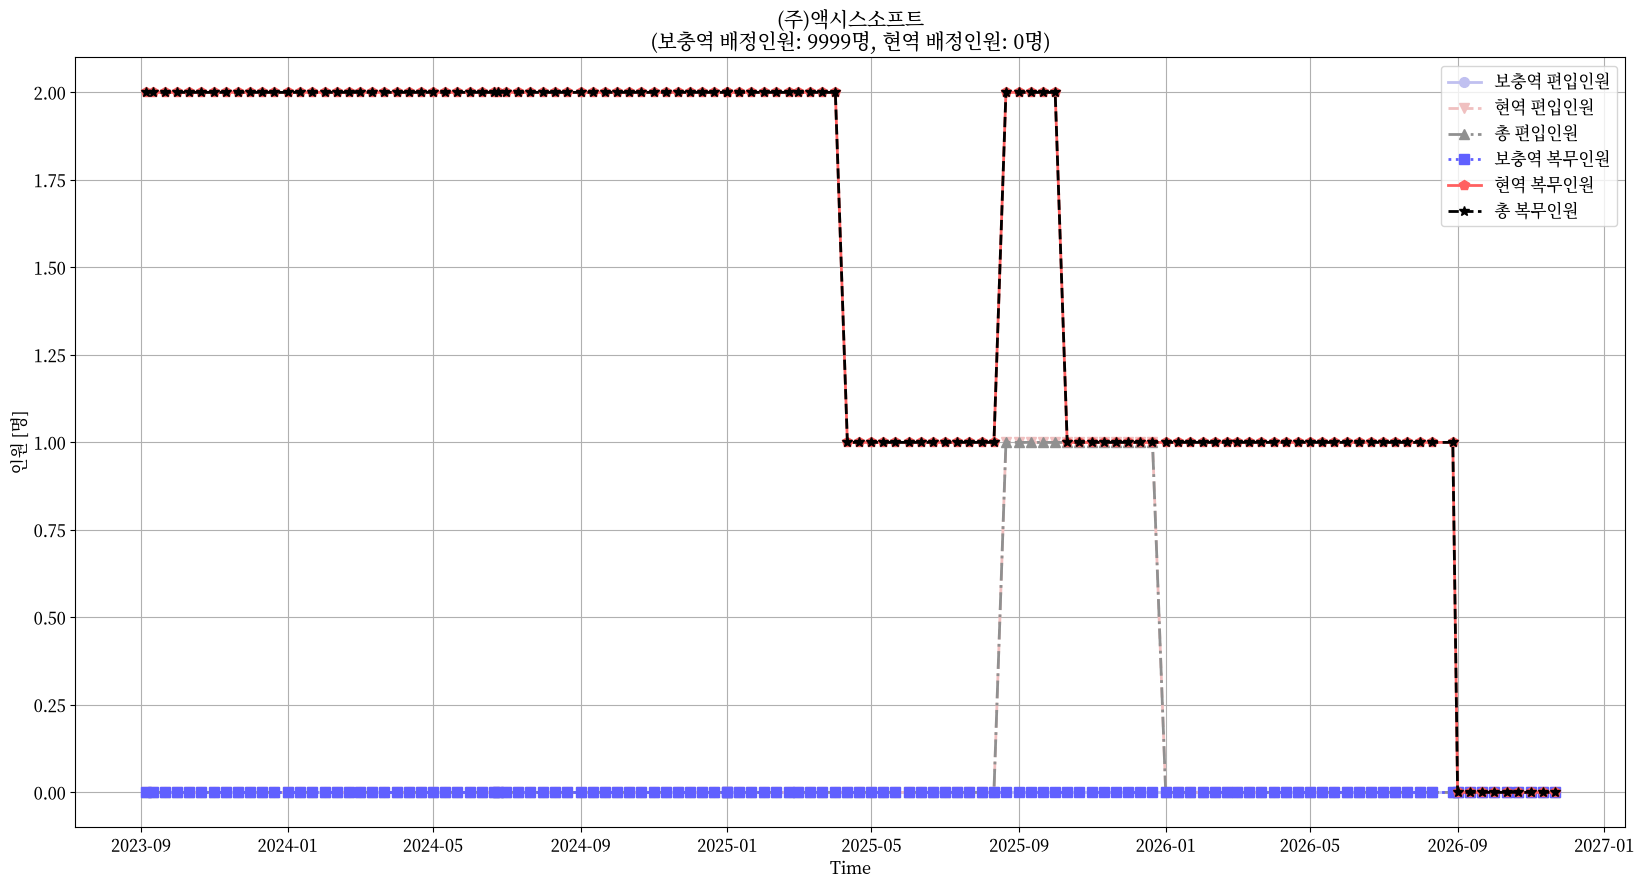 (주)액시스소프트
(보충역 배정인원: 9999명, 현역 배정인원: 0명)
보충역 편입인원
현역 편입인원
총 편입인원
보충역 복무인원
현역 복무인원
총 복무인원
인원 [명]
2.00
1.75
1.50
1.25
1.00
0.75
0.50
0.25
0.00
2023-09 2024-01 2024-05 2024-09 2025-01 2025-05 2025-09 2026-01 2026-05 2026-09 2027-01
Time